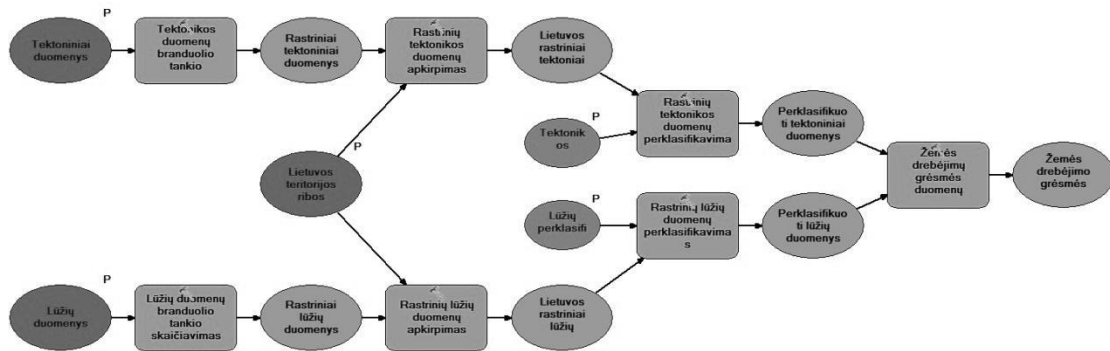 P
Tektoniniai
duomenys
Tektonikos
duomenų
branduolio
tankio
Rastriniai
tektoniniai
duomenys
Rastrinių
tektonikos
duomenų
apkirpimas
Lietuvos
rastriniai
tektoniai
P
Lietuvos
teritorijos
ribos
P
Tektonik
os
Rastrinių
tektonikos
duomenų
perklasifikavima
Perklasifikuo
ti tektoniniai
duomenys
P
Lūžių
perklasifi
Rastrinių lūžių
duomenų
perklasifikavima
s
Perklasifikuo
ti lūžių
duomenys
Žemės
drebėjimų
grėsmės
duomenų
Žemės
drebėjimo
grėsmės
P
Lūžių
duomenys
Lūžių duomenų
branduolio
tankio
skaičiavimas
Rastriniai
lūžių
duomenys
Rastrinių lūžių
duomenų
apkirpimas
Lietuvos
rastriniai
lūžių